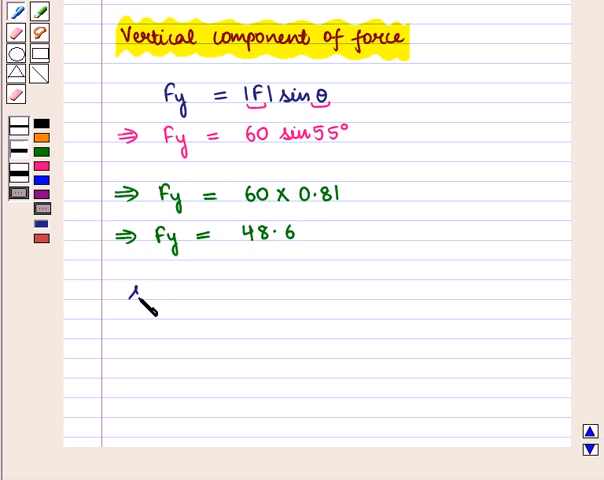 Vertical component of force
Fy = |F| sin θ
⇒ Fy = 60 sin 55°
⇒ Fy = 60 × 0.81
⇒ Fy = 48.6